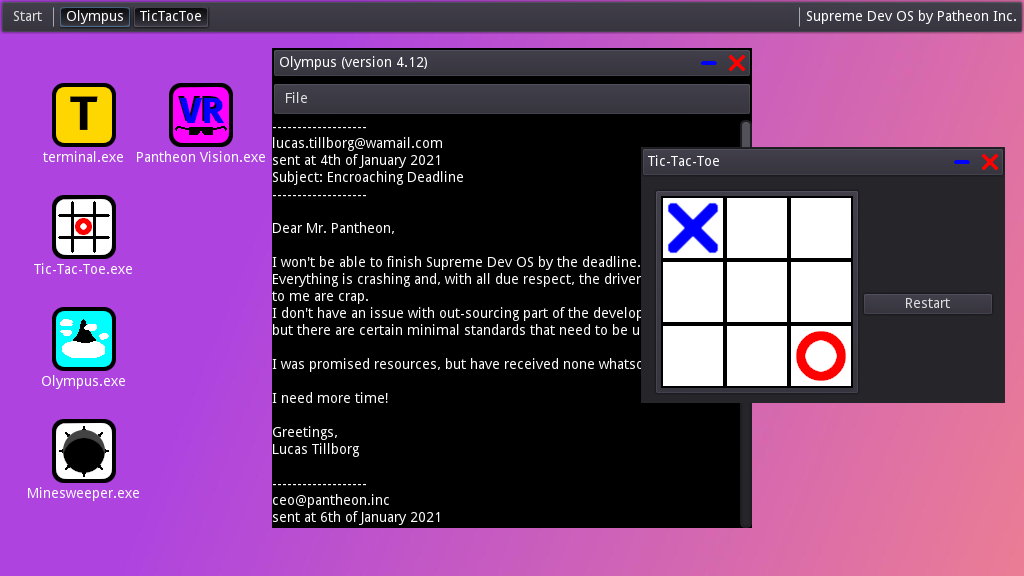 Start
Olympus
TicTacToe
Supreme Dev OS by Patheon Inc.
T
terminal.exe
VR
Pantheon Vision.exe
Tic-Tac-Toe.exe
Olympus.exe
Minesweeper.exe
Olympus (version 4.12)
File
-------------------
lucas.tillborg@wamail.com
sent at 4th of January 2021
Subject: Encroaching Deadline
-------------------
Dear Mr. Pantheon,
I won't be able to finish Supreme Dev OS by the deadline.
Everything is crashing and, with all due respect, the driver
to me are crap.
I don't have an issue with out-sourcing part of the develop
but there are certain minimal standards that need to be u
I was promised resources, but have received none whatso
I need more time!
Greetings,
Lucas Tillborg
-------------------
ceo@pantheon.inc
sent at 6th of January 2021
Tic-Tac-Toe
Restart